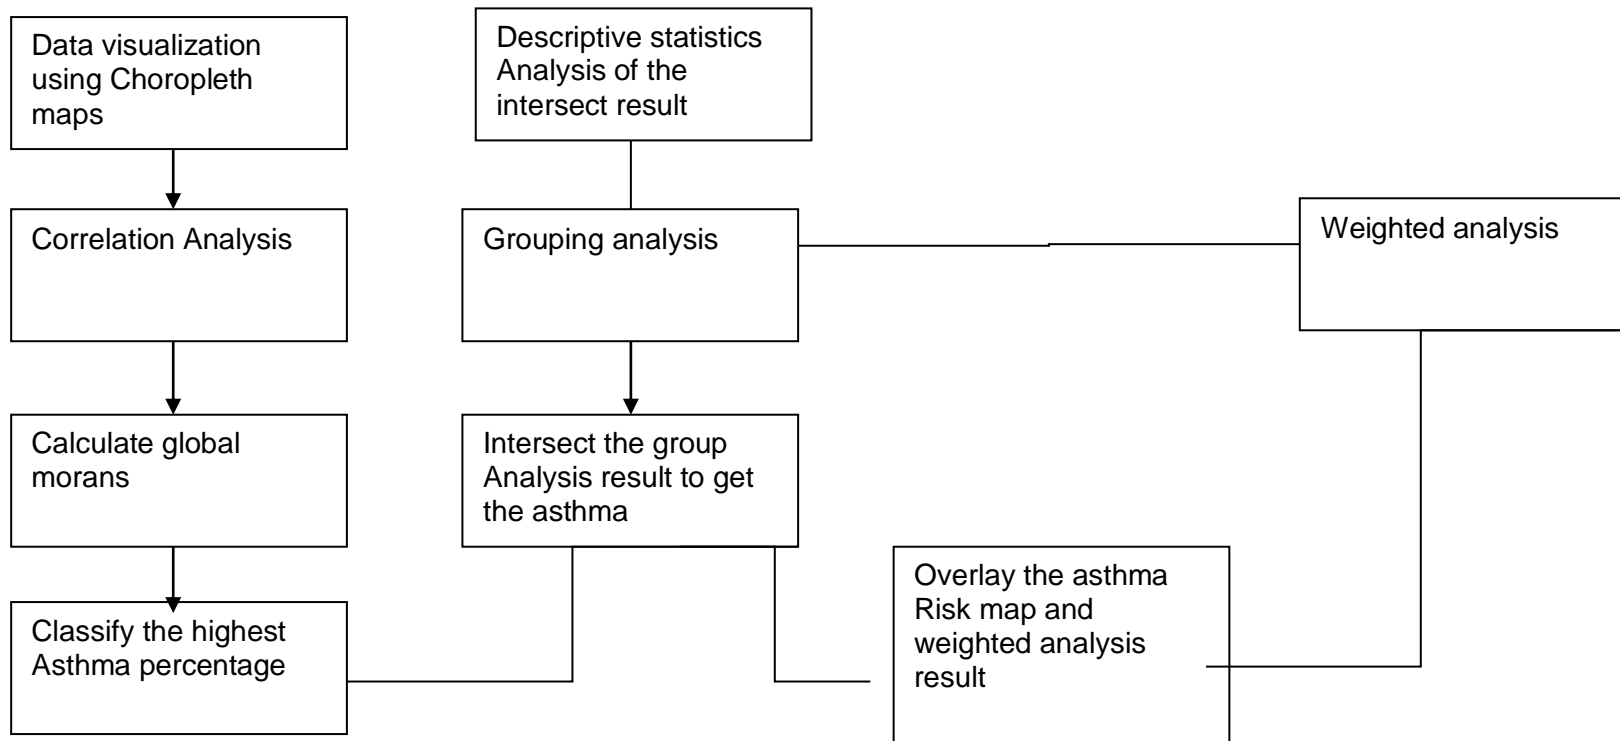 Data visualization
using Choropleth
maps
Descriptive statistics
Analysis of the
intersect result
Correlation Analysis
Grouping analysis
Weighted analysis
Calculate global
morans
Intersect the group
Analysis result to get
the asthma
Classify the highest
Asthma percentage
Overlay the asthma
Risk map and
weighted analysis
result